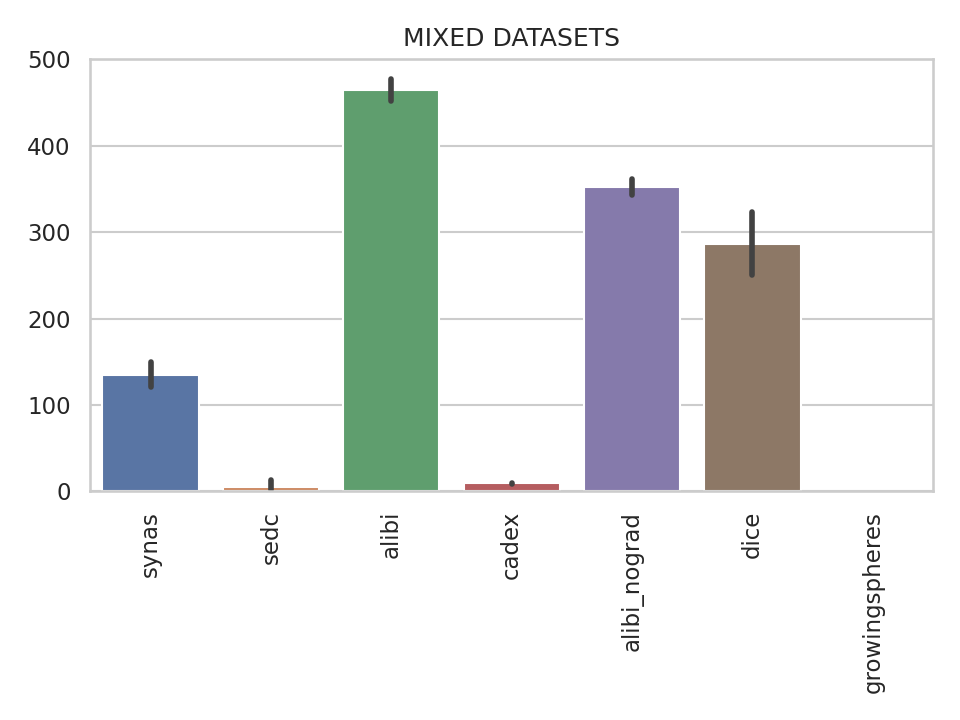 MIXED DATASETS
500
400
300
200
100
0
synas
sedc
alibi
cadex
alibi_nograd
dice
growingspheres